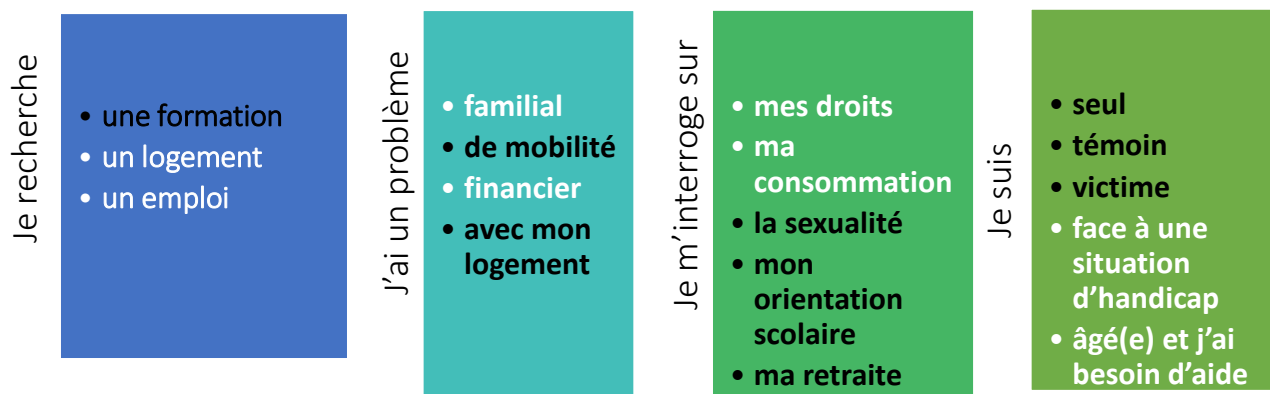 Je recherche
• une formation
• un logement
• un emploi
J'ai un problème
• familial
• de mobilité
• financier
• avec mon
logement
Je m'interroge sur
• mes droits
• ma
consommation
• la sexualité
• mon
orientation
scolaire
• ma retraite
Je suis
• seul
• témoin
• victime
• face à une
situation
d'handicap
• âgé(e) et j'ai
besoin d'aide